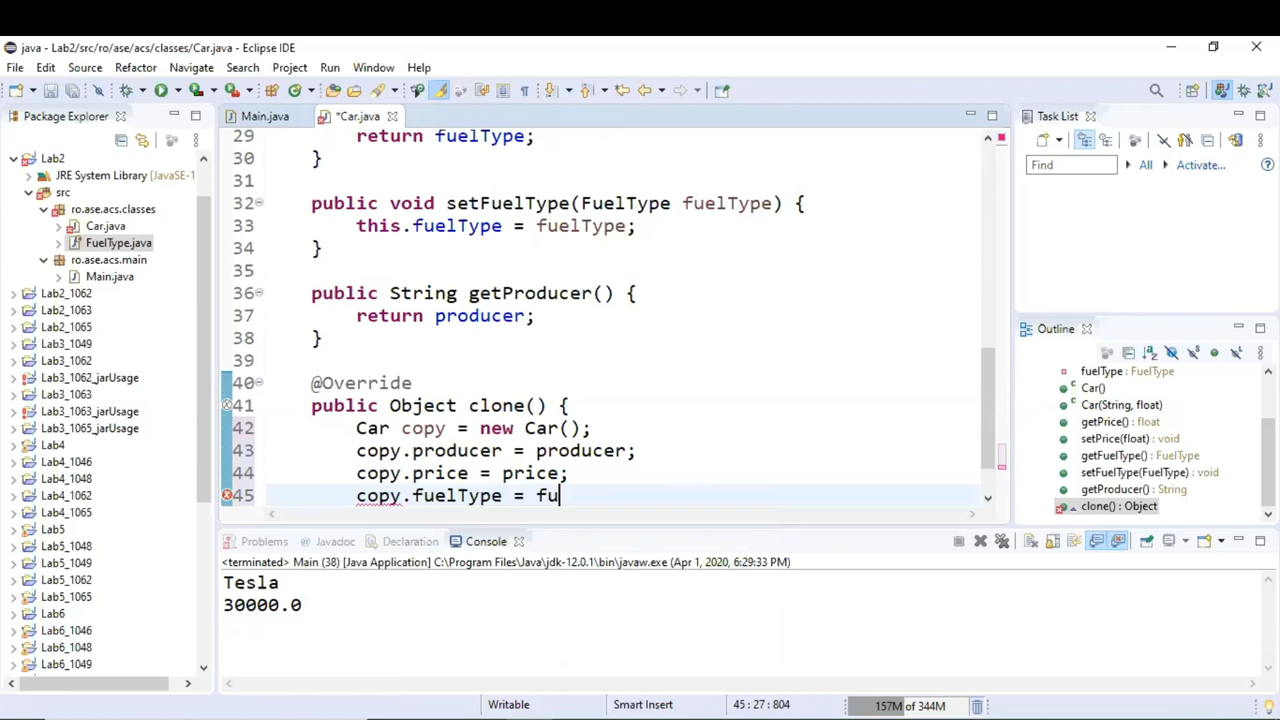 java - Lab2/src/ro/ase/acs/classes/Car.java - Eclipse IDE
File Edit Source Refactor Navigate Search Project Run Window Help
Package Explorer
Main.java
*Car.java
Task List
Lab2
JRE System Library [JavaSE-1
src
ro.ase.acs.classes
Car.java
FuelType.java
ro.ase.acs.main
Main.java
Lab2_1062
Lab2_1063
Lab2_1065
Lab3_1049
Lab3_1062
Lab3_1062_jarUsage
Lab3_1063
Lab3_1063_jarUsage
Lab3_1065_jarUsage
Lab4
Lab4_1046
Lab4_1048
Lab4_1062
Lab4_1065
Lab5
Lab5_1048
Lab5_1049
Lab5_1062
Lab5_1065
Lab6
Lab6_1046
Lab6_1048
Lab6_1049
29 return fuelType;
30 }
31
32 public void setFuelType(FuelType fuelType) {
33 this.fuelType = fuelType;
34 }
35
36 public String getProducer() {
37 return producer;
38 }
39
40 @Override
41 public Object clone() {
42 Car copy = new Car();
43 copy.producer = producer;
44 copy.price = price;
45 copy.fuelType = fu
Find All Activate...
Outline
fuelType : FuelType
Car()
Car(String, float)
getPrice() : float
setPrice(float) : void
getFuelType() : FuelType
setFuelType(FuelType) : void
getProducer() : String
clone() : Object
Problems Javadoc Declaration Console
<terminated> Main (38) [Java Application] C:\Program Files\Java\jdk-12.0.1\bin\javaw.exe (Apr 1, 2020, 6:29:33 PM)
Tesla
30000.0
Writable Smart Insert 45 : 27 : 804 157M of 344M